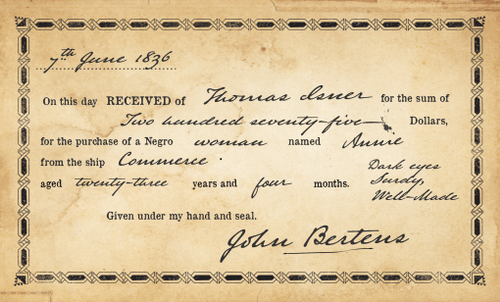 7th June 1836
On this day RECEIVED of Thomas Isner for the sum of
Two hundred seventy-five Dollars,
for the purchase of a Negro woman named Annie
from the ship Commerce.
Dark eyes
aged twenty-three years and four months. Surdy,
Well-Made
Given under my hand and seal.
John Bertens